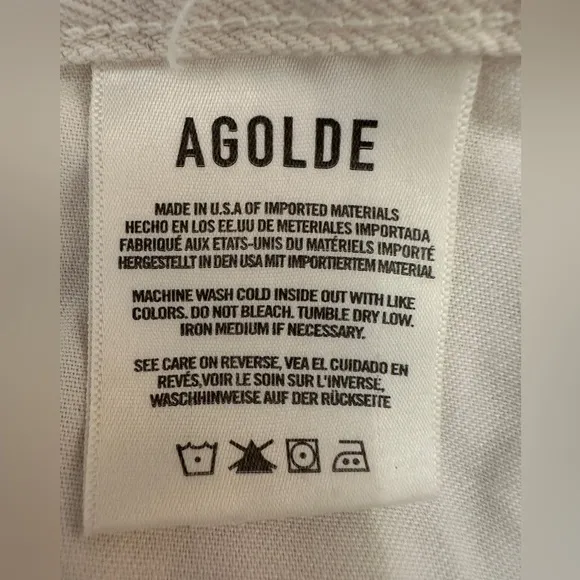 AGOLDE
MADE IN U.S.A OF IMPORTED MATERIALS
HECHO EN LOS EE.UU DE METERIALES IMPORTADA
FABRIQUÉ AUX ETATS-UNIS DU MATÉRIELS IMPORTÉ
HERGESTELLT IN DEN USA MIT IMPORTIERTEM MATERIAL
MACHINE WASH COLD INSIDE OUT WITH LIKE
COLORS. DO NOT BLEACH. TUMBLE DRY LOW.
IRON MEDIUM IF NECESSARY.
SEE CARE ON REVERSE, VEA EL CUIDADO EN
REVÉS,VOIR LE SOIN SUR L'INVERSE,
WASCHHINWEISE AUF DER RÜCKSEITE